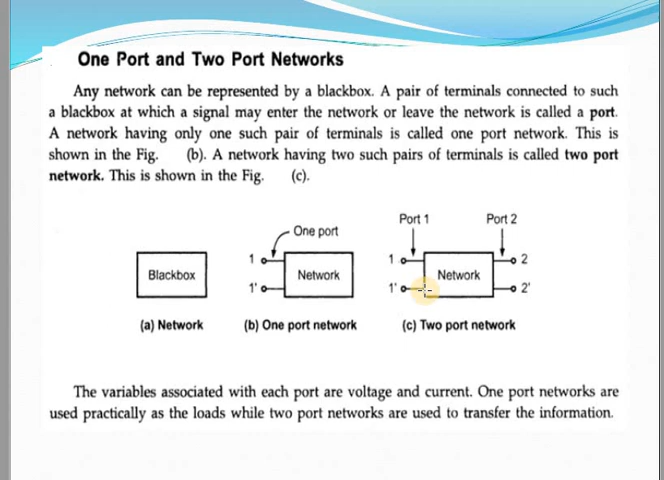 One Port and Two Port Networks
Any network can be represented by a blackbox. A pair of terminals connected to such
a blackbox at which a signal may enter the network or leave the network is called a port.
A network having only one such pair of terminals is called one port network. This is
shown in the Fig. (b). A network having two such pairs of terminals is called two port
network. This is shown in the Fig. (c).
Port 1 Port 2
One port
1 1 2
Blackbox Network Network
1' 1' 2'
(a) Network (b) One port network (c) Two port network
The variables associated with each port are voltage and current. One port networks are
used practically as the loads while two port networks are used to transfer the information.